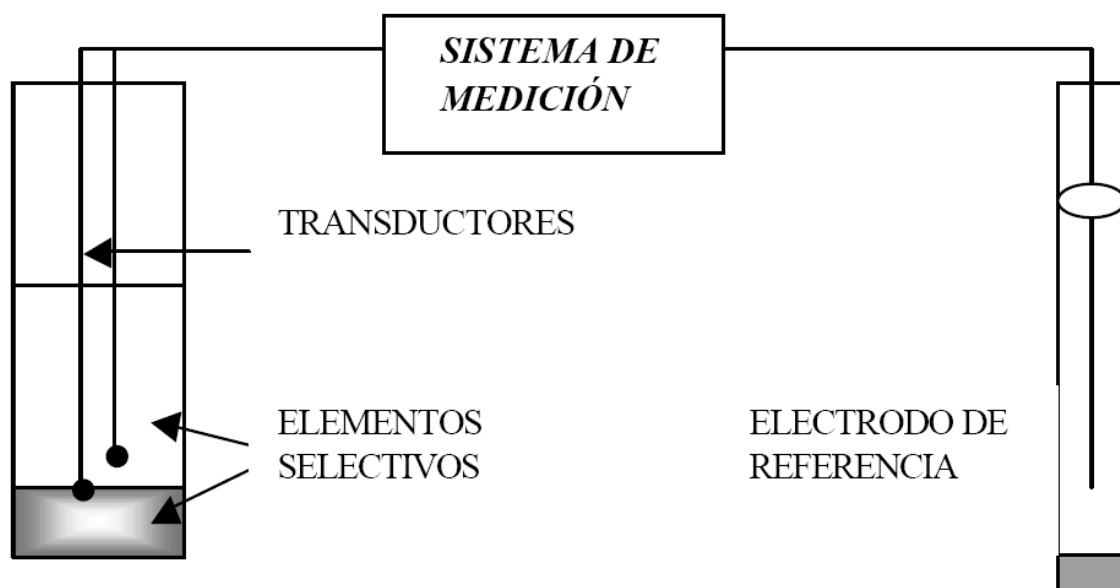 SISTEMA DE
MEDICIÓN
TRANSDUCTORES
ELEMENTOS
SELECTIVOS
ELECTRODO DE
REFERENCIA